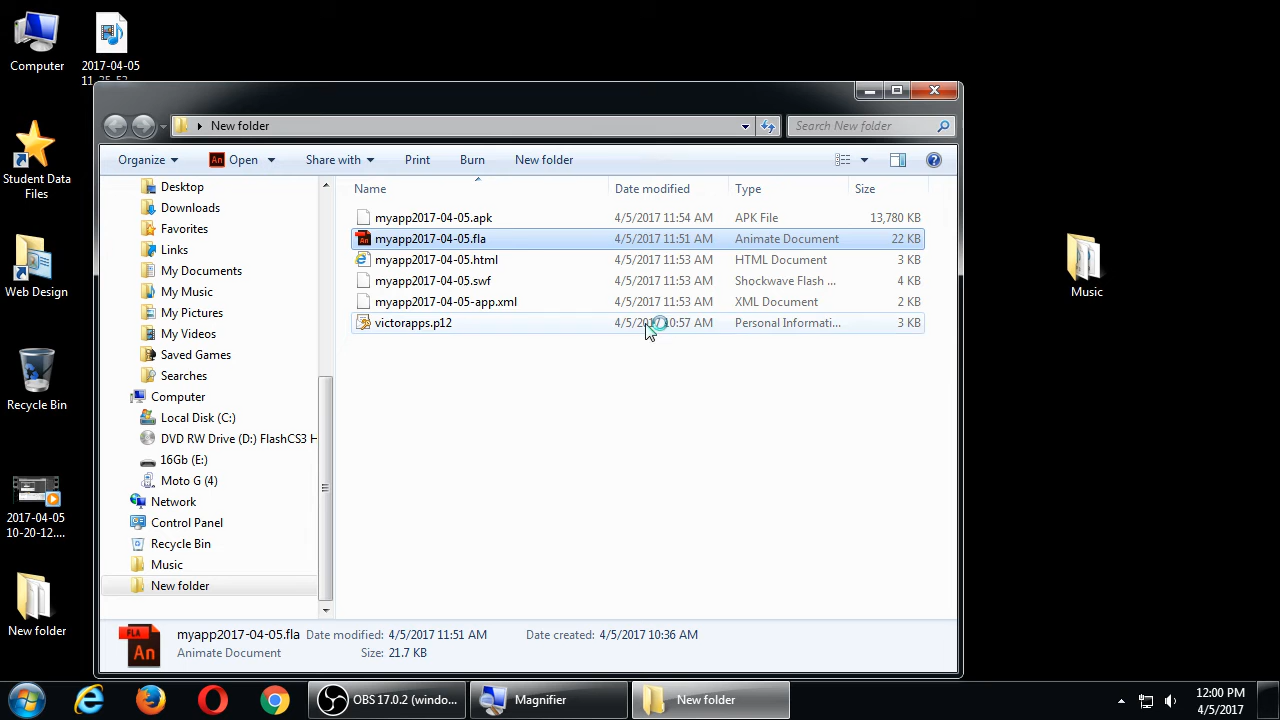 Computer
2017-04-05
New folder
Search New folder
Organize
An Open
Share with
Print
Burn
New folder
Student Data
Files
Web Design
Recycle Bin
2017-04-05
10-20-12....
New folder
Music
Desktop
Downloads
Favorites
Links
My Documents
My Music
My Pictures
My Videos
Saved Games
Searches
Computer
Local Disk (C:)
DVD RW Drive (D:) FlashCS3 H
16Gb (E:)
Moto G (4)
Network
Control Panel
Recycle Bin
Music
New folder
Name Date modified Type Size
myapp2017-04-05.apk 4/5/2017 11:54 AM APK File 13,780 KB
An myapp2017-04-05.fla 4/5/2017 11:51 AM Animate Document 22 KB
myapp2017-04-05.html 4/5/2017 11:53 AM HTML Document 3 KB
myapp2017-04-05.swf 4/5/2017 11:53 AM Shockwave Flash ... 4 KB
myapp2017-04-05-app.xml 4/5/2017 11:53 AM XML Document 2 KB
victorapps.p12 4/5/2017 10:57 AM Personal Informati... 3 KB
FLA
An
myapp2017-04-05.fla Date modified: 4/5/2017 11:51 AM Date created: 4/5/2017 10:36 AM
Animate Document Size: 21.7 KB
OBS 17.0.2 (windo...
Magnifier
New folder
12:00 PM
4/5/2017